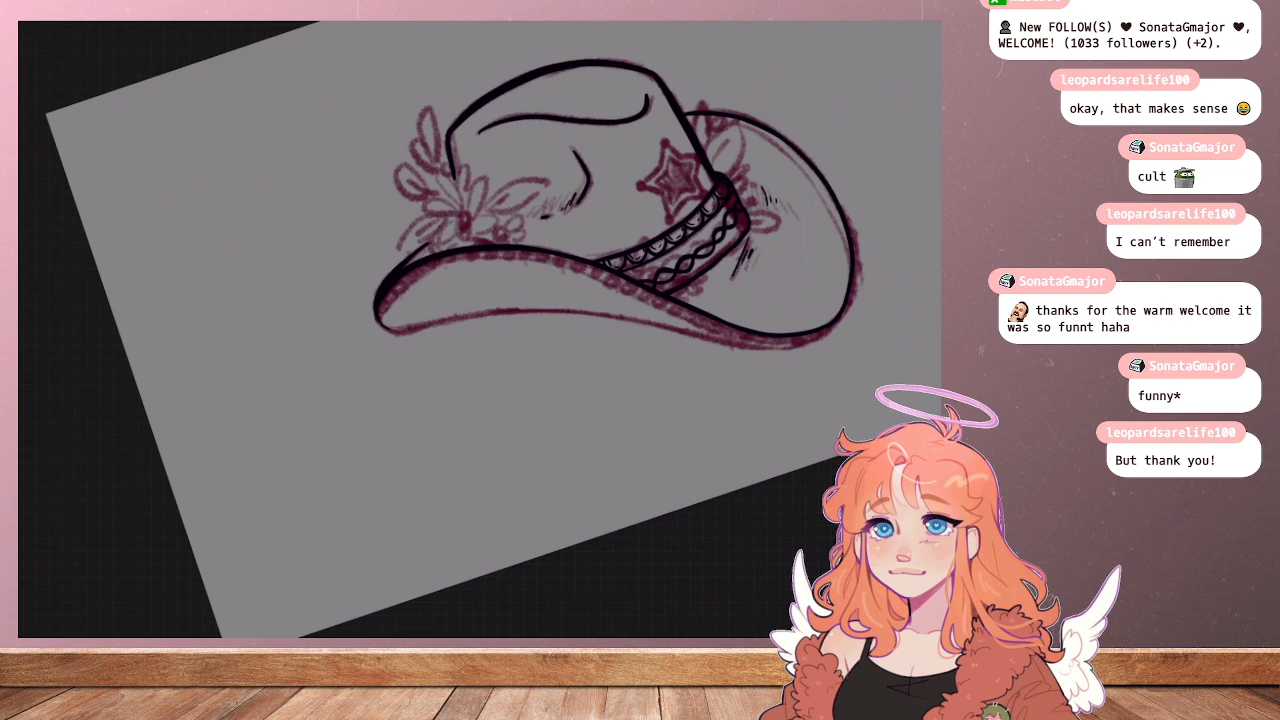 New FOLLOW(S) ♥ SonataGmajor ♥,
WELCOME! (1033 followers) (+2).
leopardsarelife100
okay, that makes sense 😅
SonataGmajor
cult
leopardsarelife100
I can't remember
SonataGmajor
thanks for the warm welcome it
was so funnt haha
SonataGmajor
funny*
leopardsarelife100
But thank you!